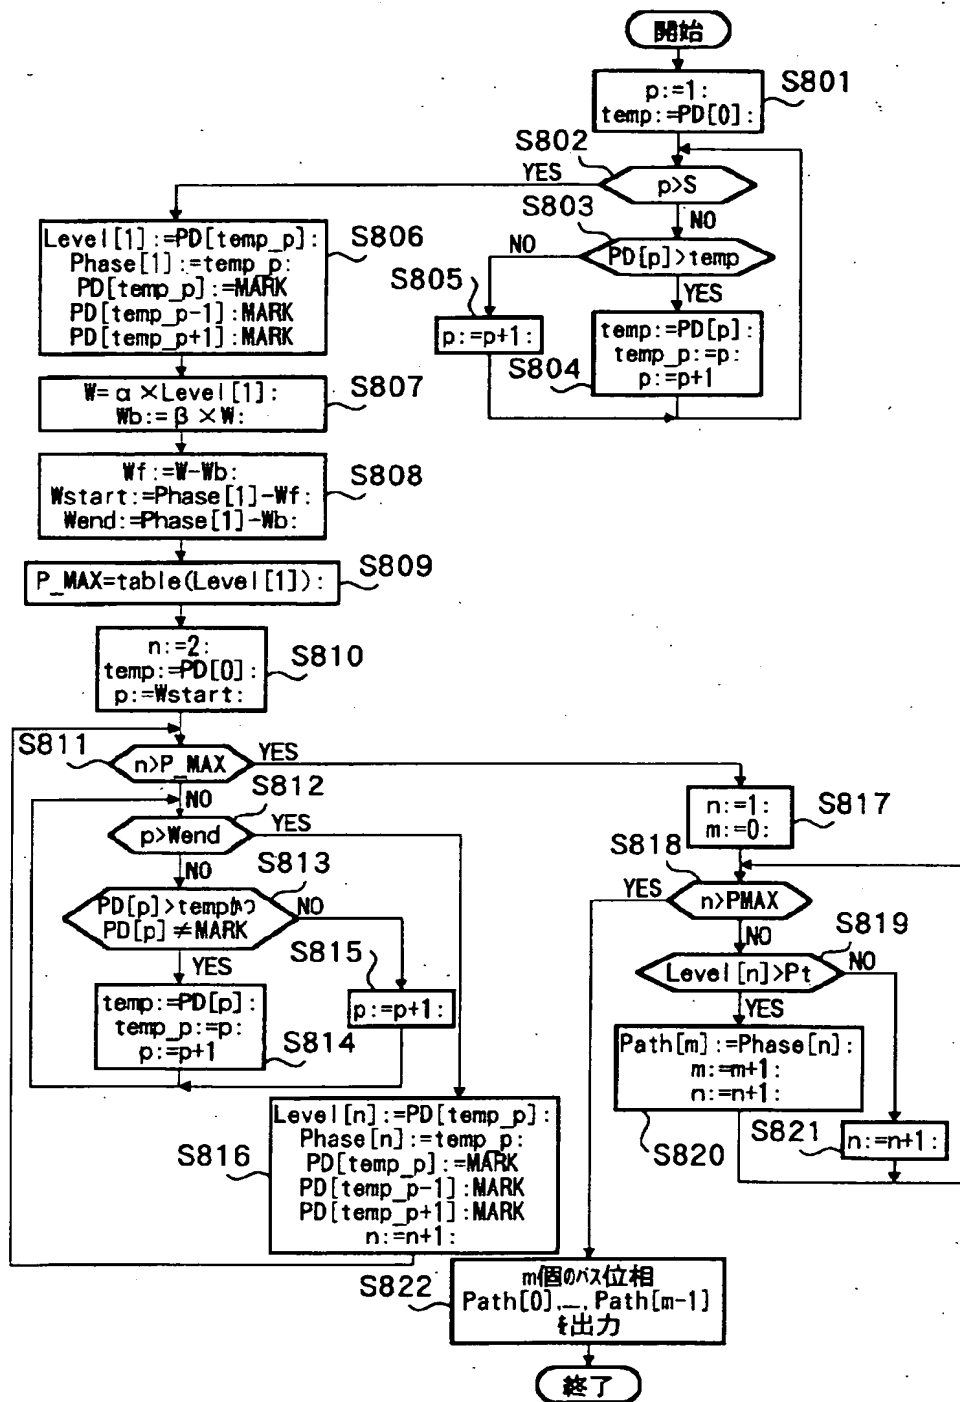 開始
p:=1:
temp:=PD[0]:
S801
S802
YES
p>S
NO
S803
NO
PD[p]>temp
YES
S805
p:=p+1:
temp:=PD[p]:
temp_p:=p:
p:=p+1
S804
Level[1]:=PD[temp_p]:
Phase[1]:=temp_p:
PD[temp_p]:=MARK
PD[temp_p-1]:MARK
PD[temp_p+1]:MARK
S806
W=α×Level[1]:
Wb:=β×W:
S807
Wf:=W-Wb:
Wstart:=Phase[1]-Wf:
Wend:=Phase[1]-Wb:
S808
P_MAX=table(Level[1]):
S809
n:=2:
temp:=PD[0]:
p:=Wstart:
S810
S811
n>P_MAX
YES
NO
S812
p>Wend
YES
NO
S813
PD[p]>tempかつ
PD[p]≠MARK
NO
YES
S815
p:=p+1:
temp:=PD[p]:
temp_p:=p:
p:=p+1
S814
Level[n]:=PD[temp_p]:
Phase[n]:=temp_p:
PD[temp_p]:=MARK
PD[temp_p-1]:MARK
PD[temp_p+1]:MARK
n:=n+1:
S816
n:=1:
m:=0:
S817
S818
YES
n>PMAX
NO
S819
Level[n]>Pt
NO
YES
Path[m]:=Phase[n]:
m:=m+1:
n:=n+1:
S820
S821
n:=n+1:
S822
m個のパス位相
Path[0],…,Path[m-1]
を出力
終了